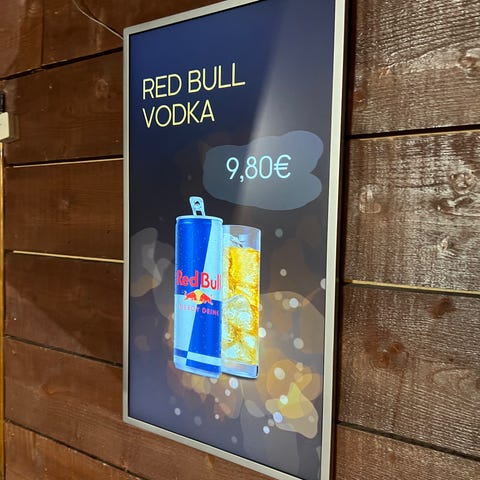 RED BULL
VODKA
9,80€
Red Bull
ENERGY DRINK